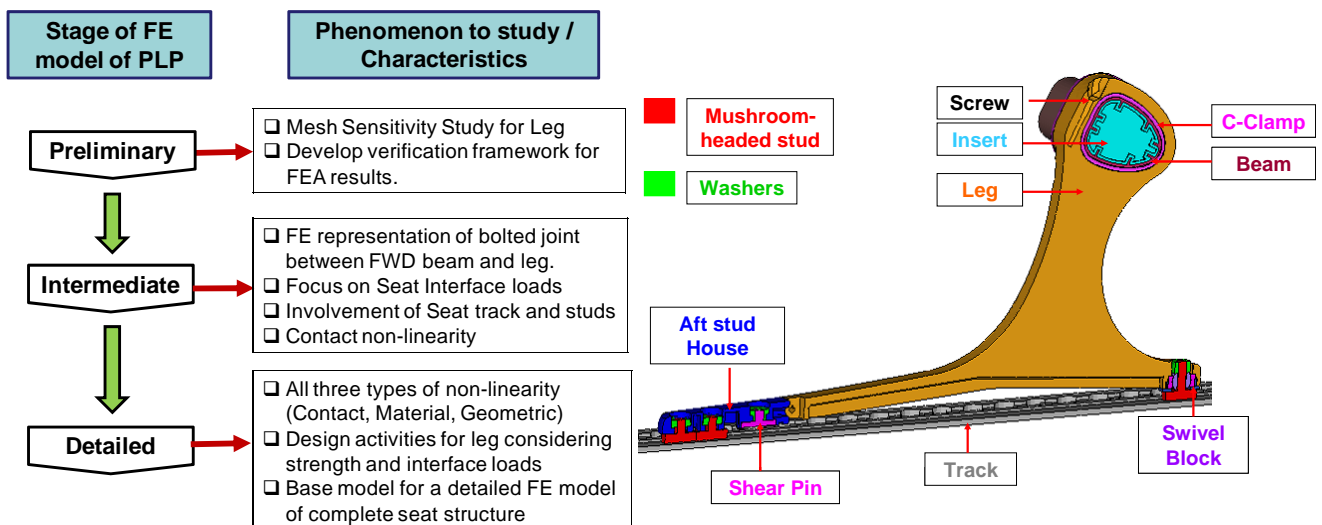 Stage of FE
model of PLP
Phenomenon to study /
Characteristics
Preliminary
❑ Mesh Sensitivity Study for Leg
❑ Develop verification framework for
FEA results.
Intermediate
❑ FE representation of bolted joint
between FWD beam and leg.
❑ Focus on Seat Interface loads
❑ Involvement of Seat track and studs
❑ Contact non-linearity
Detailed
❑ All three types of non-linearity
(Contact, Material, Geometric)
❑ Design activities for leg considering
strength and interface loads
❑ Base model for a detailed FE model
of complete seat structure
Mushroom-
headed stud
Washers
Screw
Insert
Leg
C-Clamp
Beam
Aft stud
House
Shear Pin
Track
Swivel
Block